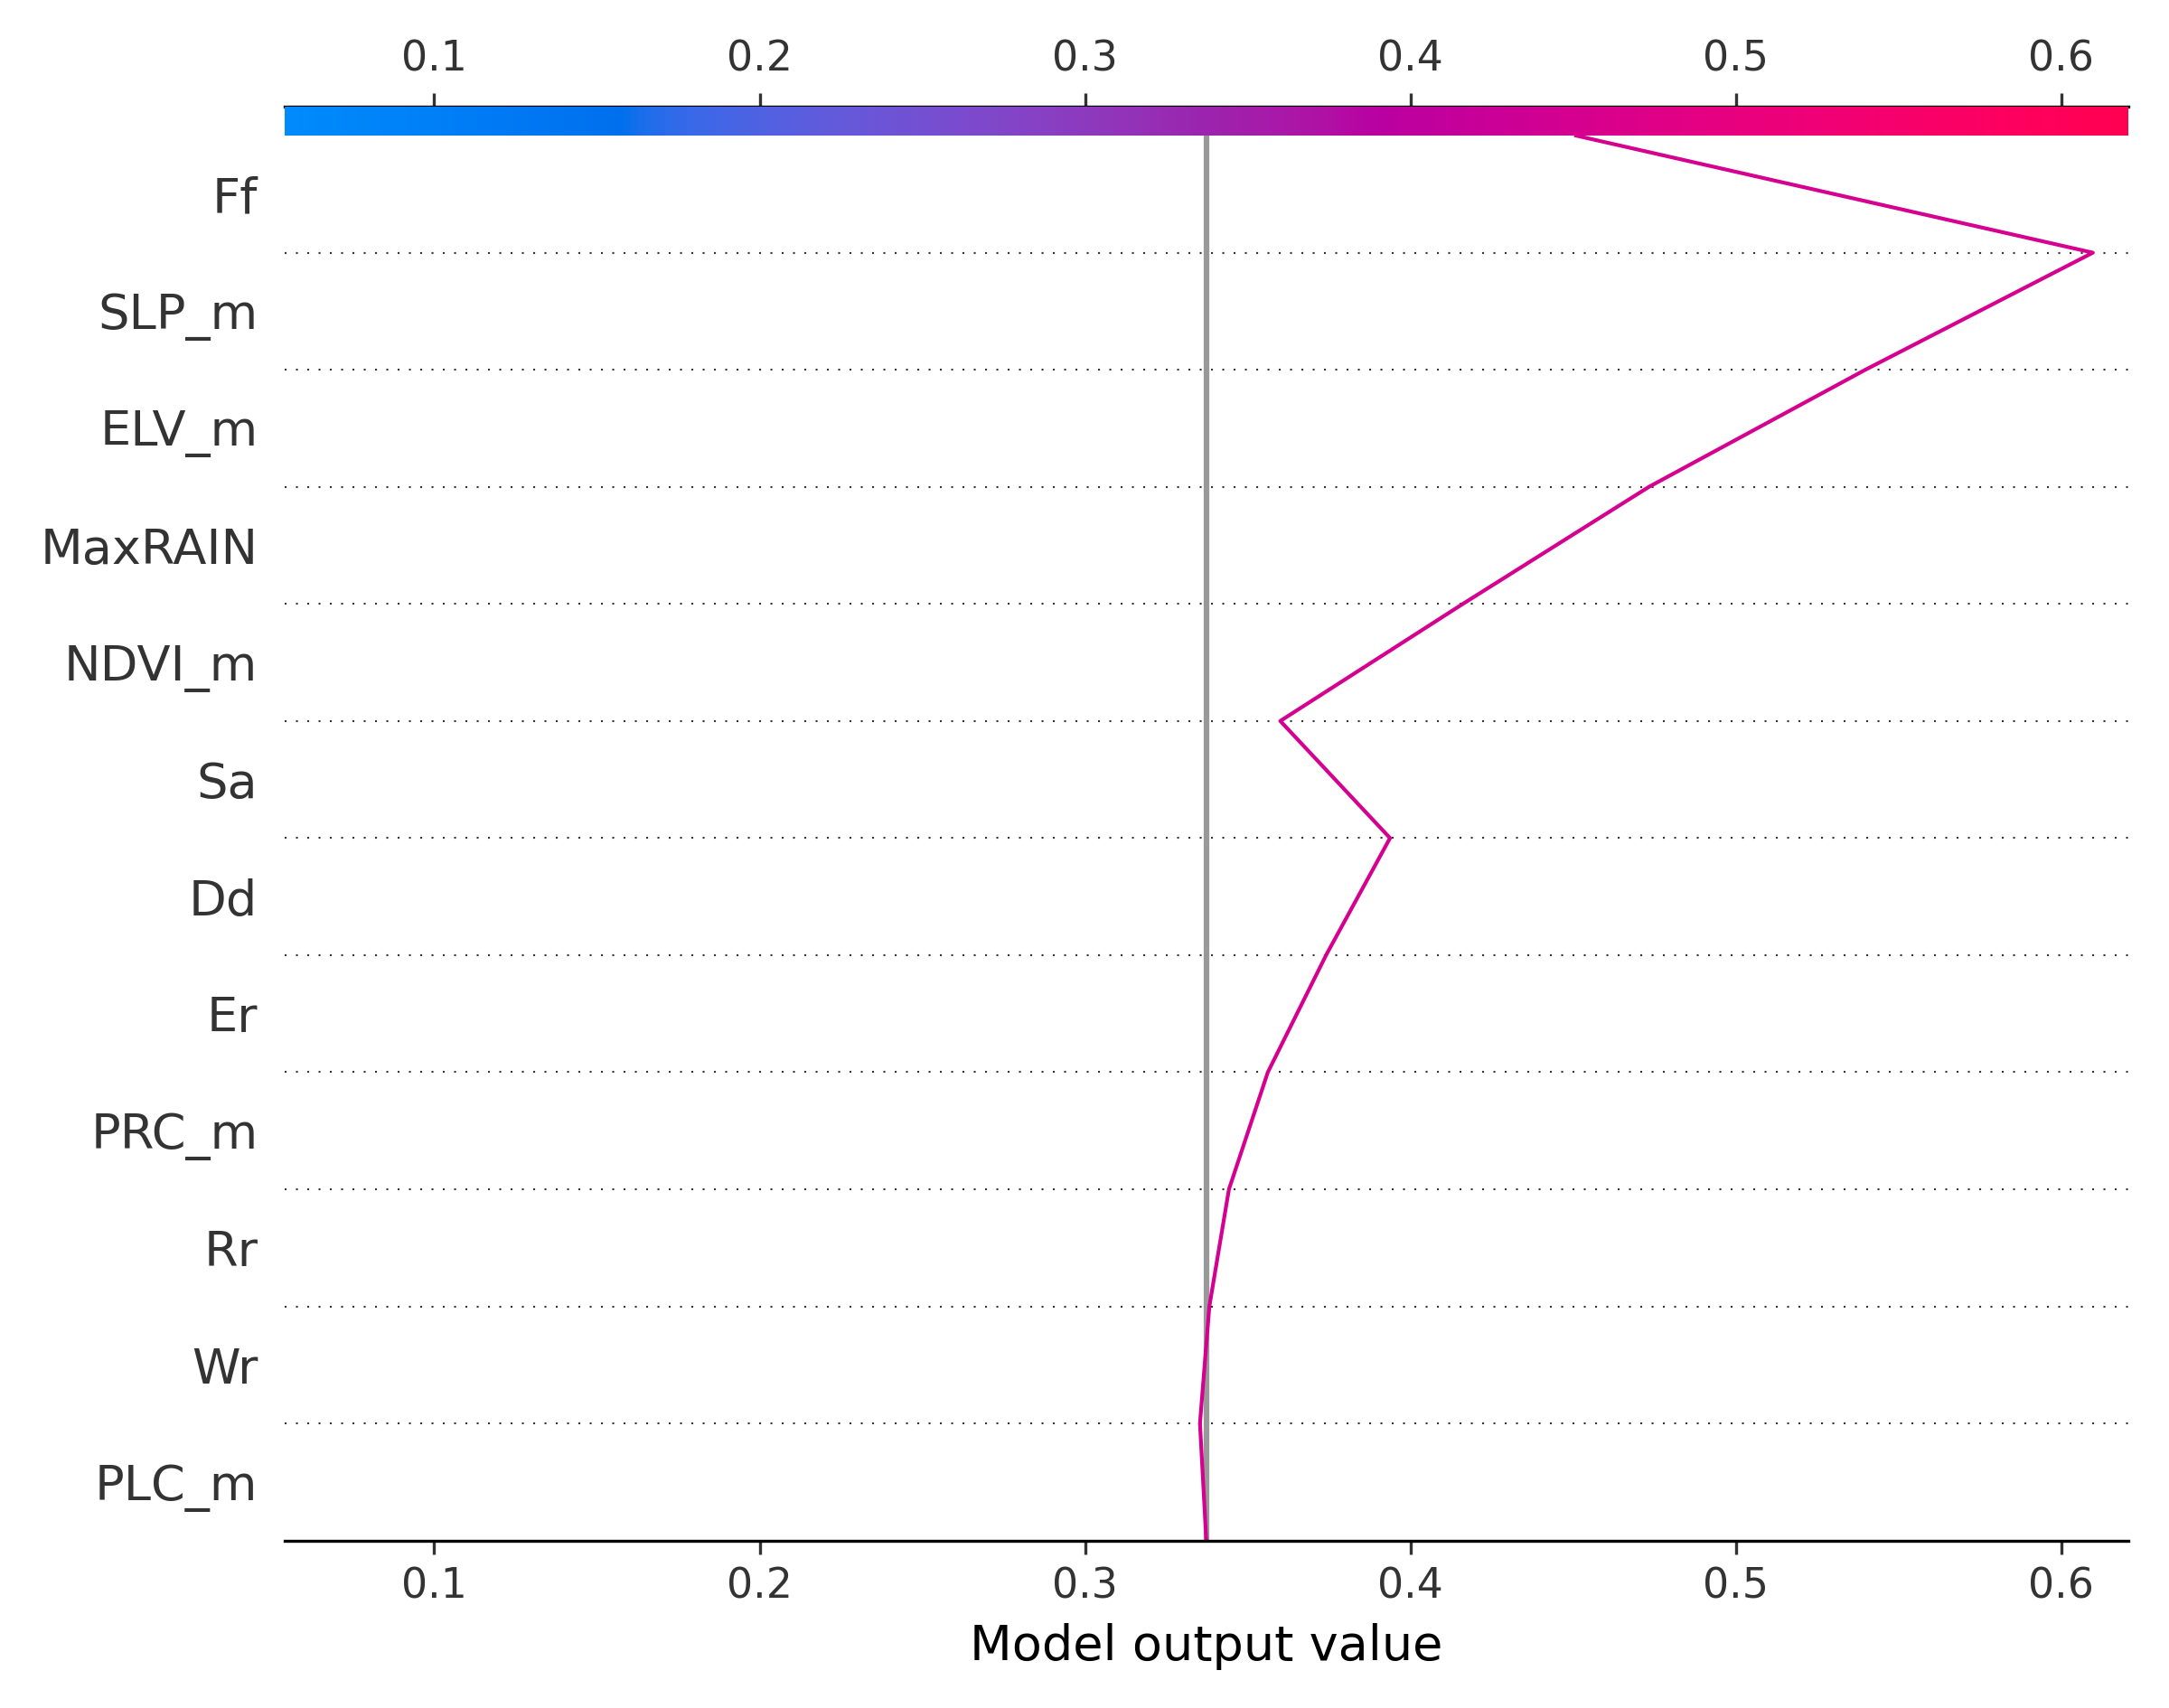 0.1 0.2 0.3 0.4 0.5 0.6
Ff
SLP_m
ELV_m
MaxRAIN
NDVI_m
Sa
Dd
Er
PRC_m
Rr
Wr
PLC_m
0.1 0.2 0.3 0.4 0.5 0.6
Model output value